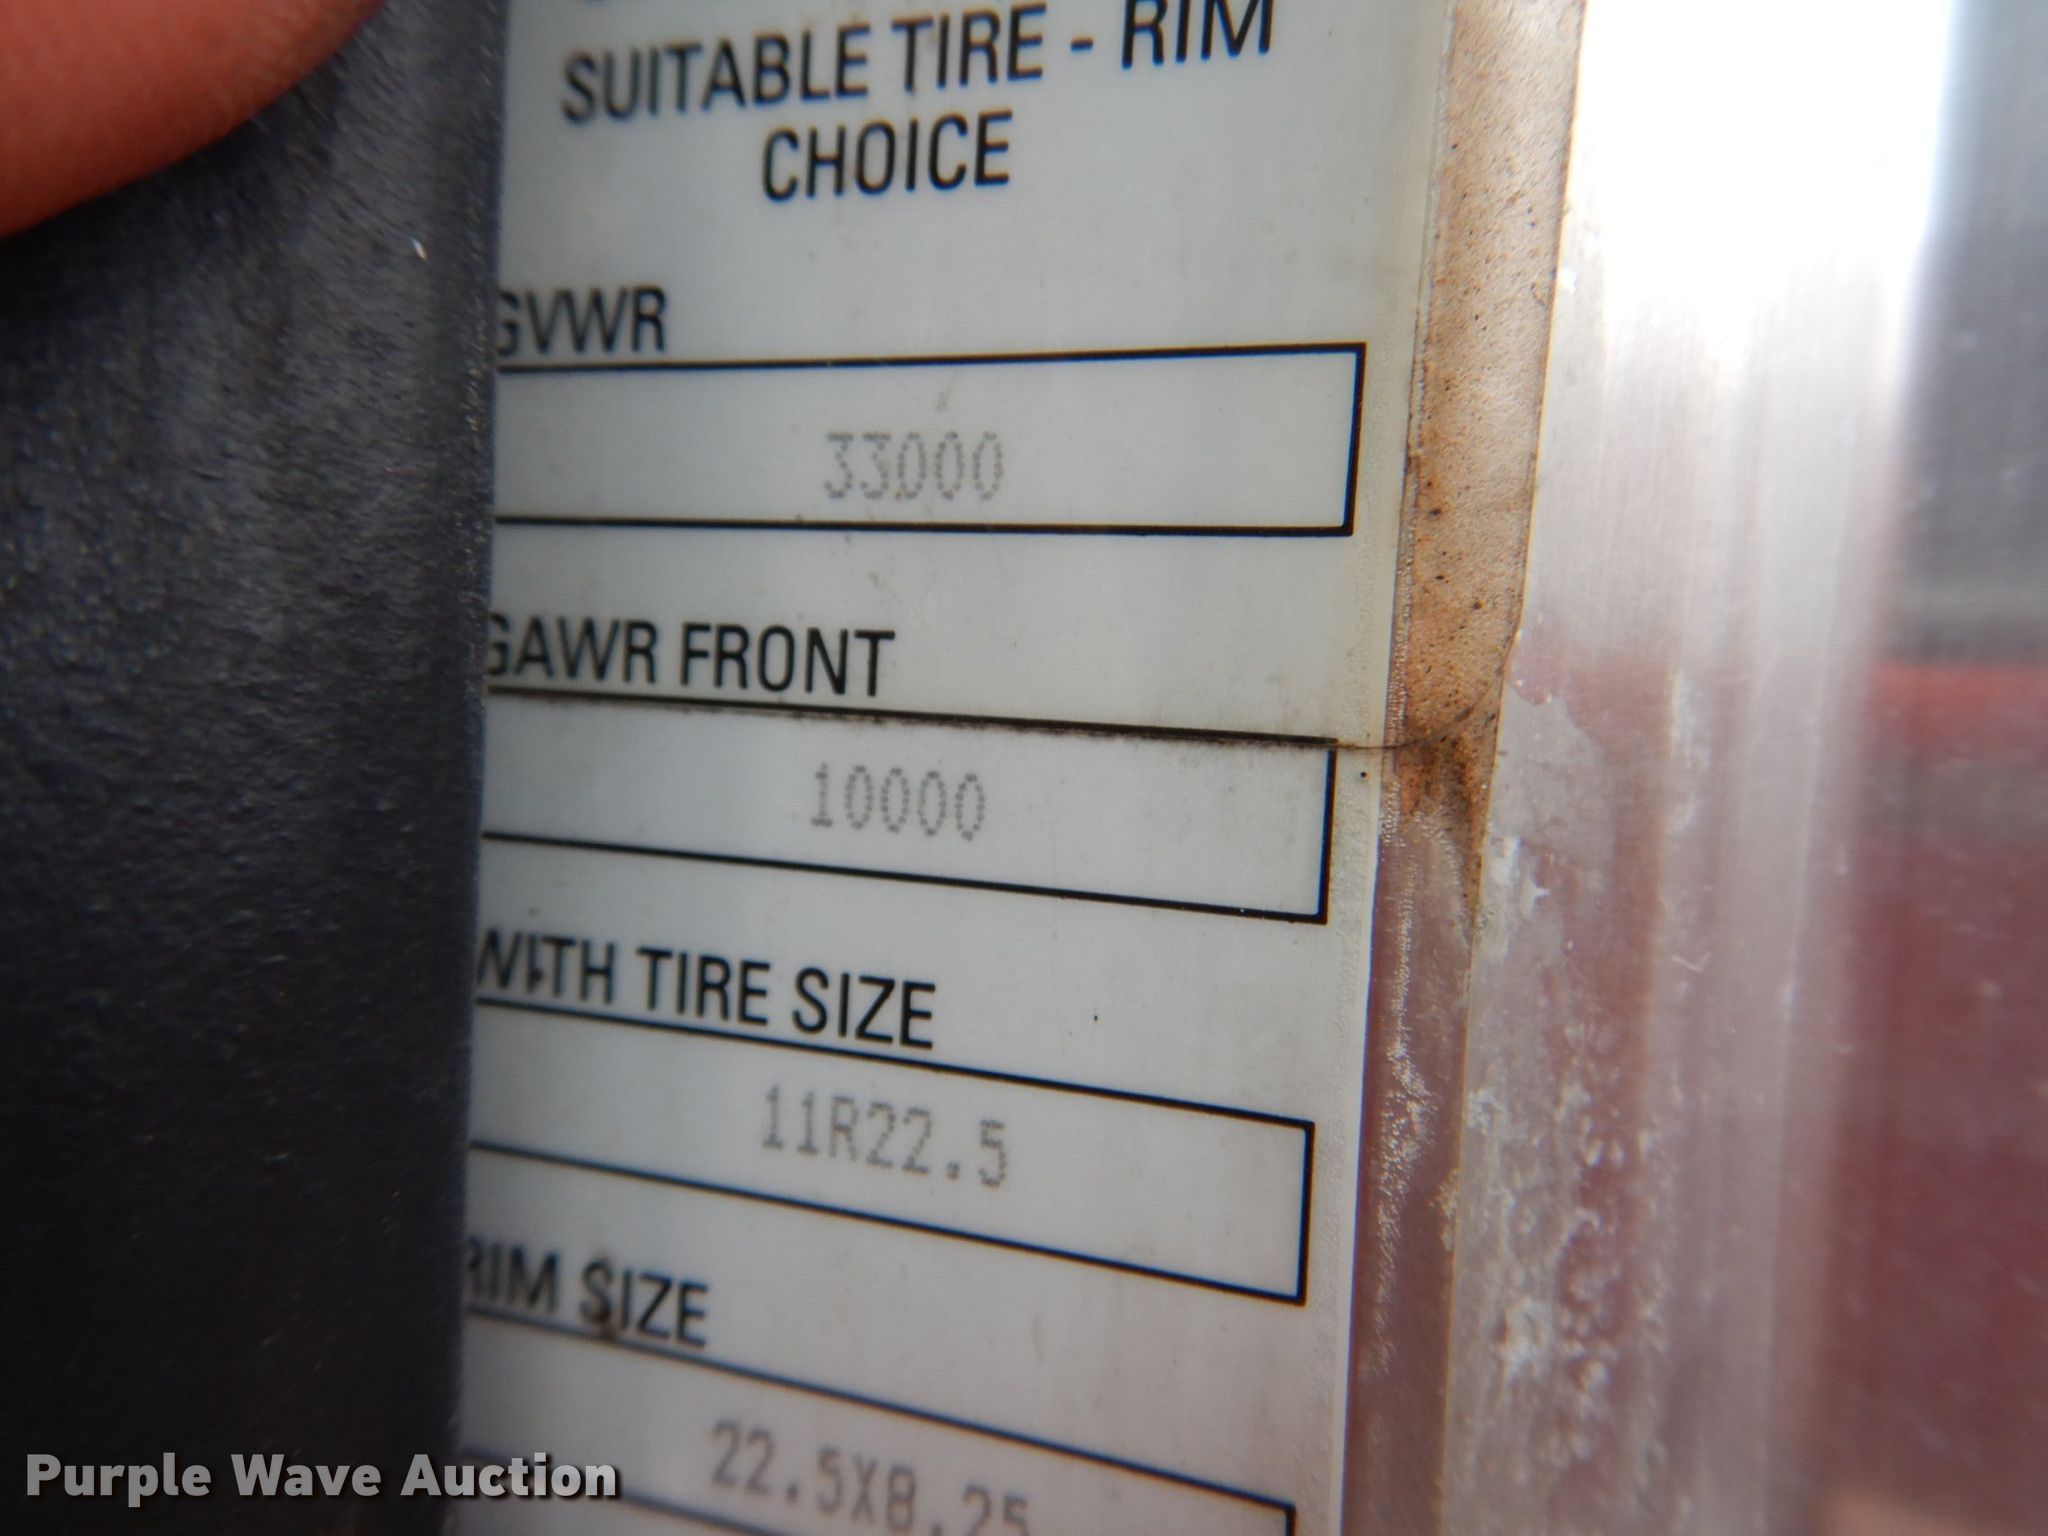 SUITABLE TIRE - RIM
CHOICE
GVWR
33000
GAWR FRONT
10000
WITH TIRE SIZE
11R22.5
RIM SIZE
22.5X8.25
Purple Wave Auction